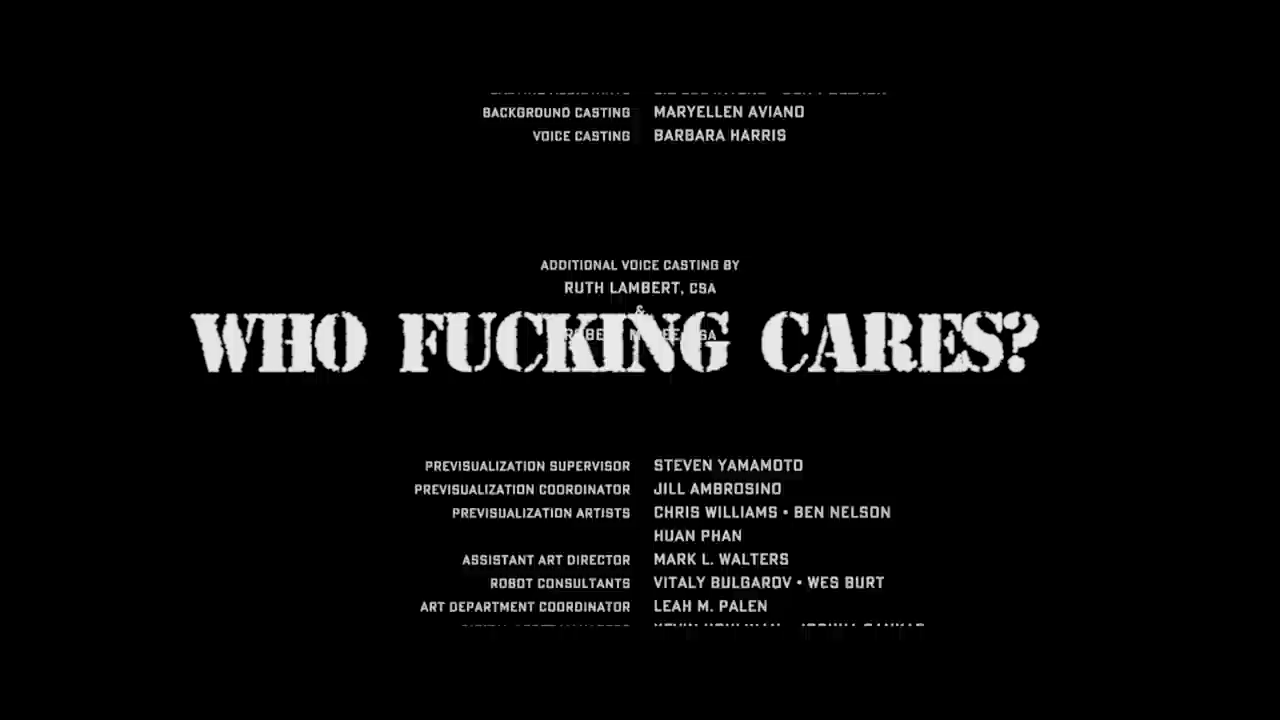 BACKGROUND CASTING MARYELLEN AVIANO
VOICE CASTING BARBARA HARRIS
ADDITIONAL VOICE CASTING BY
RUTH LAMBERT, CSA
&
WHO FUCKING CARES?
PREVISUALIZATION SUPERVISOR STEVEN YAMAMOTO
PREVISUALIZATION COORDINATOR JILL AMBROSINO
PREVISUALIZATION ARTISTS CHRIS WILLIAMS • BEN NELSON
HUAN PHAN
ASSISTANT ART DIRECTOR MARK L. WALTERS
ROBOT CONSULTANTS VITALY BULGAROV • WES BURT
ART DEPARTMENT COORDINATOR LEAH M. PALEN